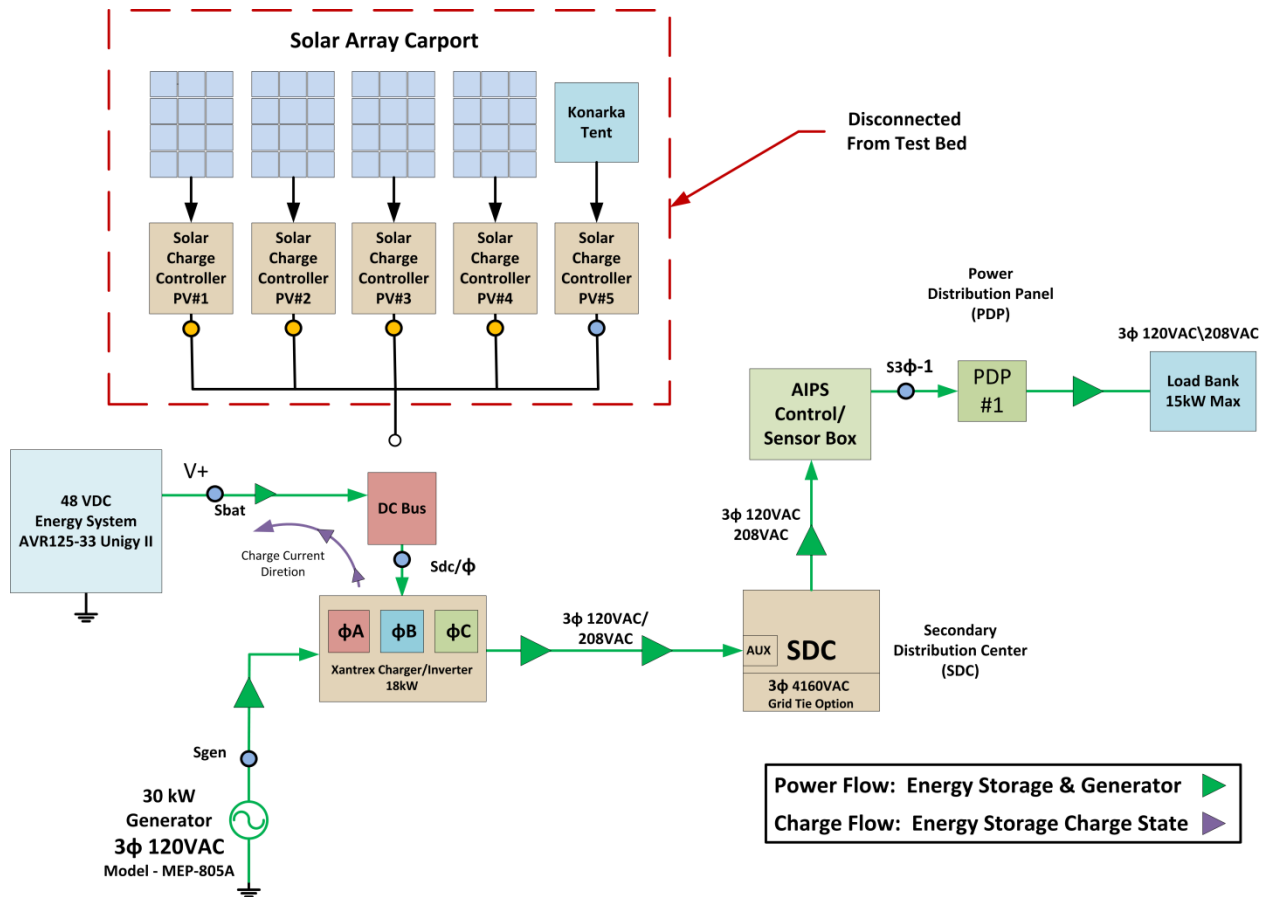 Solar Array Carport
Konarka
Tent
Disconnected
From Test Bed
Solar
Charge
Controller
PV#1
Solar
Charge
Controller
PV#2
Solar
Charge
Controller
PV#3
Solar
Charge
Controller
PV#4
Solar
Charge
Controller
PV#5
Power
Distribution Panel
(PDP)
3ϕ 120VAC\208VAC
S3ϕ-1
AIPS
Control/
Sensor Box
PDP
#1
Load Bank
15kW Max
48 VDC
Energy System
AVR125-33 Unigy II
V+
Sbat
DC Bus
Charge Current
Diretion
Sdc/ϕ
3ϕ 120VAC
208VAC
ϕA
ϕB
ϕC
Xantrex Charger/Inverter
18kW
3ϕ 120VAC/
208VAC
AUX
SDC
3ϕ 4160VAC
Grid Tie Option
Secondary
Distribution Center
(SDC)
Sgen
30 kW
Generator
3ϕ 120VAC
Model - MEP-805A
Power Flow: Energy Storage & Generator
Charge Flow: Energy Storage Charge State